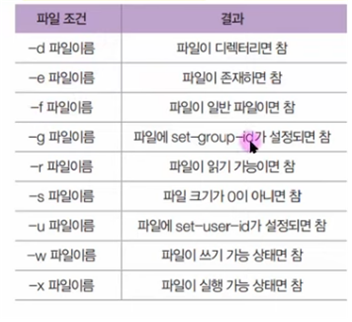 파일 조건 결과
-d 파일이름 파일이 디렉터리면 참
-e 파일이름 파일이 존재하면 참
-f 파일이름 파일이 일반 파일이면 참
-g 파일이름 파일에 set-group-id가 설정되면 참
-r 파일이름 파일이 읽기 가능이면 참
-s 파일이름 파일 크기가 0이 아니면 참
-u 파일이름 파일에 set-user-id가 설정되면 참
-w 파일이름 파일이 쓰기 가능 상태면 참
-x 파일이름 파일이 실행 가능 상태면 참